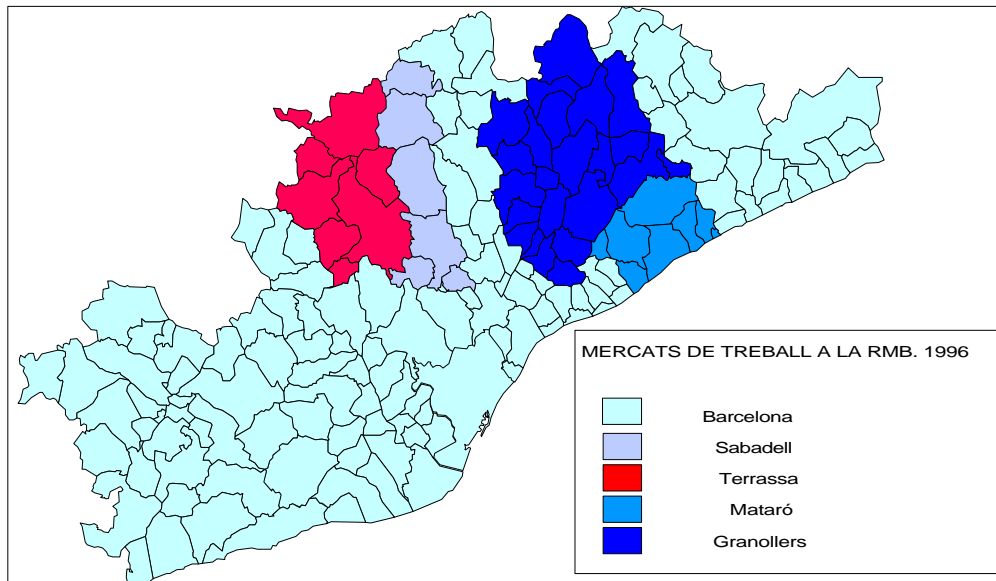 MERCATS DE TREBALL A LA RMB. 1996
Barcelona
Sabadell
Terrassa
Mataró
Granollers